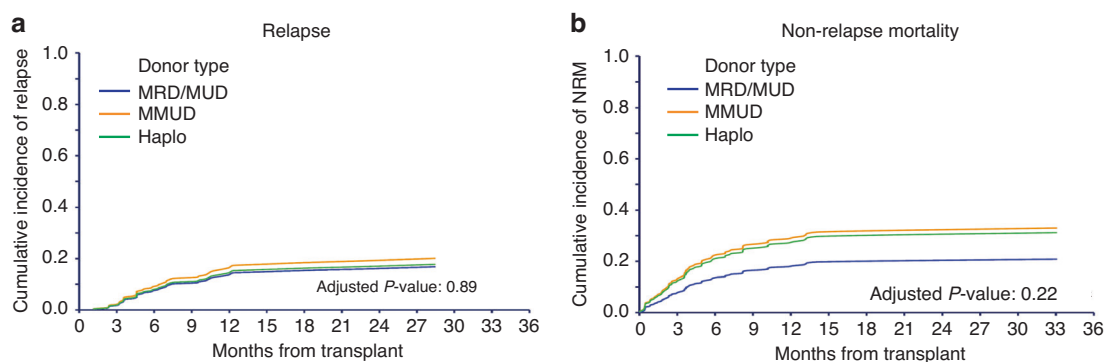 a
Relapse
Cumulative incidence of relapse
1.0
0.8
0.6
0.4
0.2
0.0
Donor type
MRD/MUD
MMUD
Haplo
Adjusted P-value: 0.89
0 3 6 9 12 15 18 21 24 27 30 33 36
Months from transplant
b
Non-relapse mortality
Cumulative incidence of NRM
1.0
0.8
0.6
0.4
0.2
0.0
Donor type
MRD/MUD
MMUD
Haplo
Adjusted P-value: 0.22
0 3 6 9 12 15 18 21 24 27 30 33 36
Months from transplant